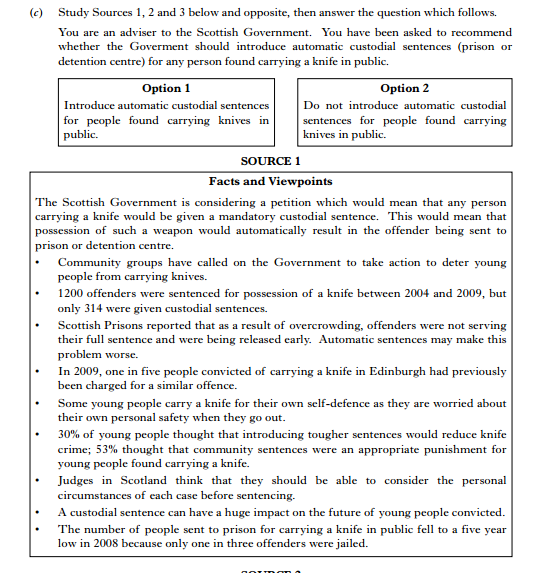 (c) Study Sources 1, 2 and 3 below and opposite, then answer the question which follows.
You are an adviser to the Scottish Government. You have been asked to recommend
whether the Goverment should introduce automatic custodial sentences (prison or
detention centre) for any person found carrying a knife in public.
Option 1
Introduce automatic custodial sentences
for people found carrying knives in
public.
Option 2
Do not introduce automatic custodial
sentences for people found carrying
knives in public.
SOURCE 1
Facts and Viewpoints
The Scottish Government is considering a petition which would mean that any person
carrying a knife would be given a mandatory custodial sentence. This would mean that
possession of such a weapon would automatically result in the offender being sent to
prison or detention centre.
• Community groups have called on the Government to take action to deter young
people from carrying knives.
• 1200 offenders were sentenced for possession of a knife between 2004 and 2009, but
only 314 were given custodial sentences.
• Scottish Prisons reported that as a result of overcrowding, offenders were not serving
their full sentence and were being released early. Automatic sentences may make this
problem worse.
• In 2009, one in five people convicted of carrying a knife in Edinburgh had previously
been charged for a similar offence.
• Some young people carry a knife for their own self-defence as they are worried about
their own personal safety when they go out.
• 30% of young people thought that introducing tougher sentences would reduce knife
crime; 53% thought that community sentences were an appropriate punishment for
young people found carrying a knife.
• Judges in Scotland think that they should be able to consider the personal
circumstances of each case before sentencing.
• A custodial sentence can have a huge impact on the future of young people convicted.
• The number of people sent to prison for carrying a knife in public fell to a five year
low in 2008 because only one in three offenders were jailed.